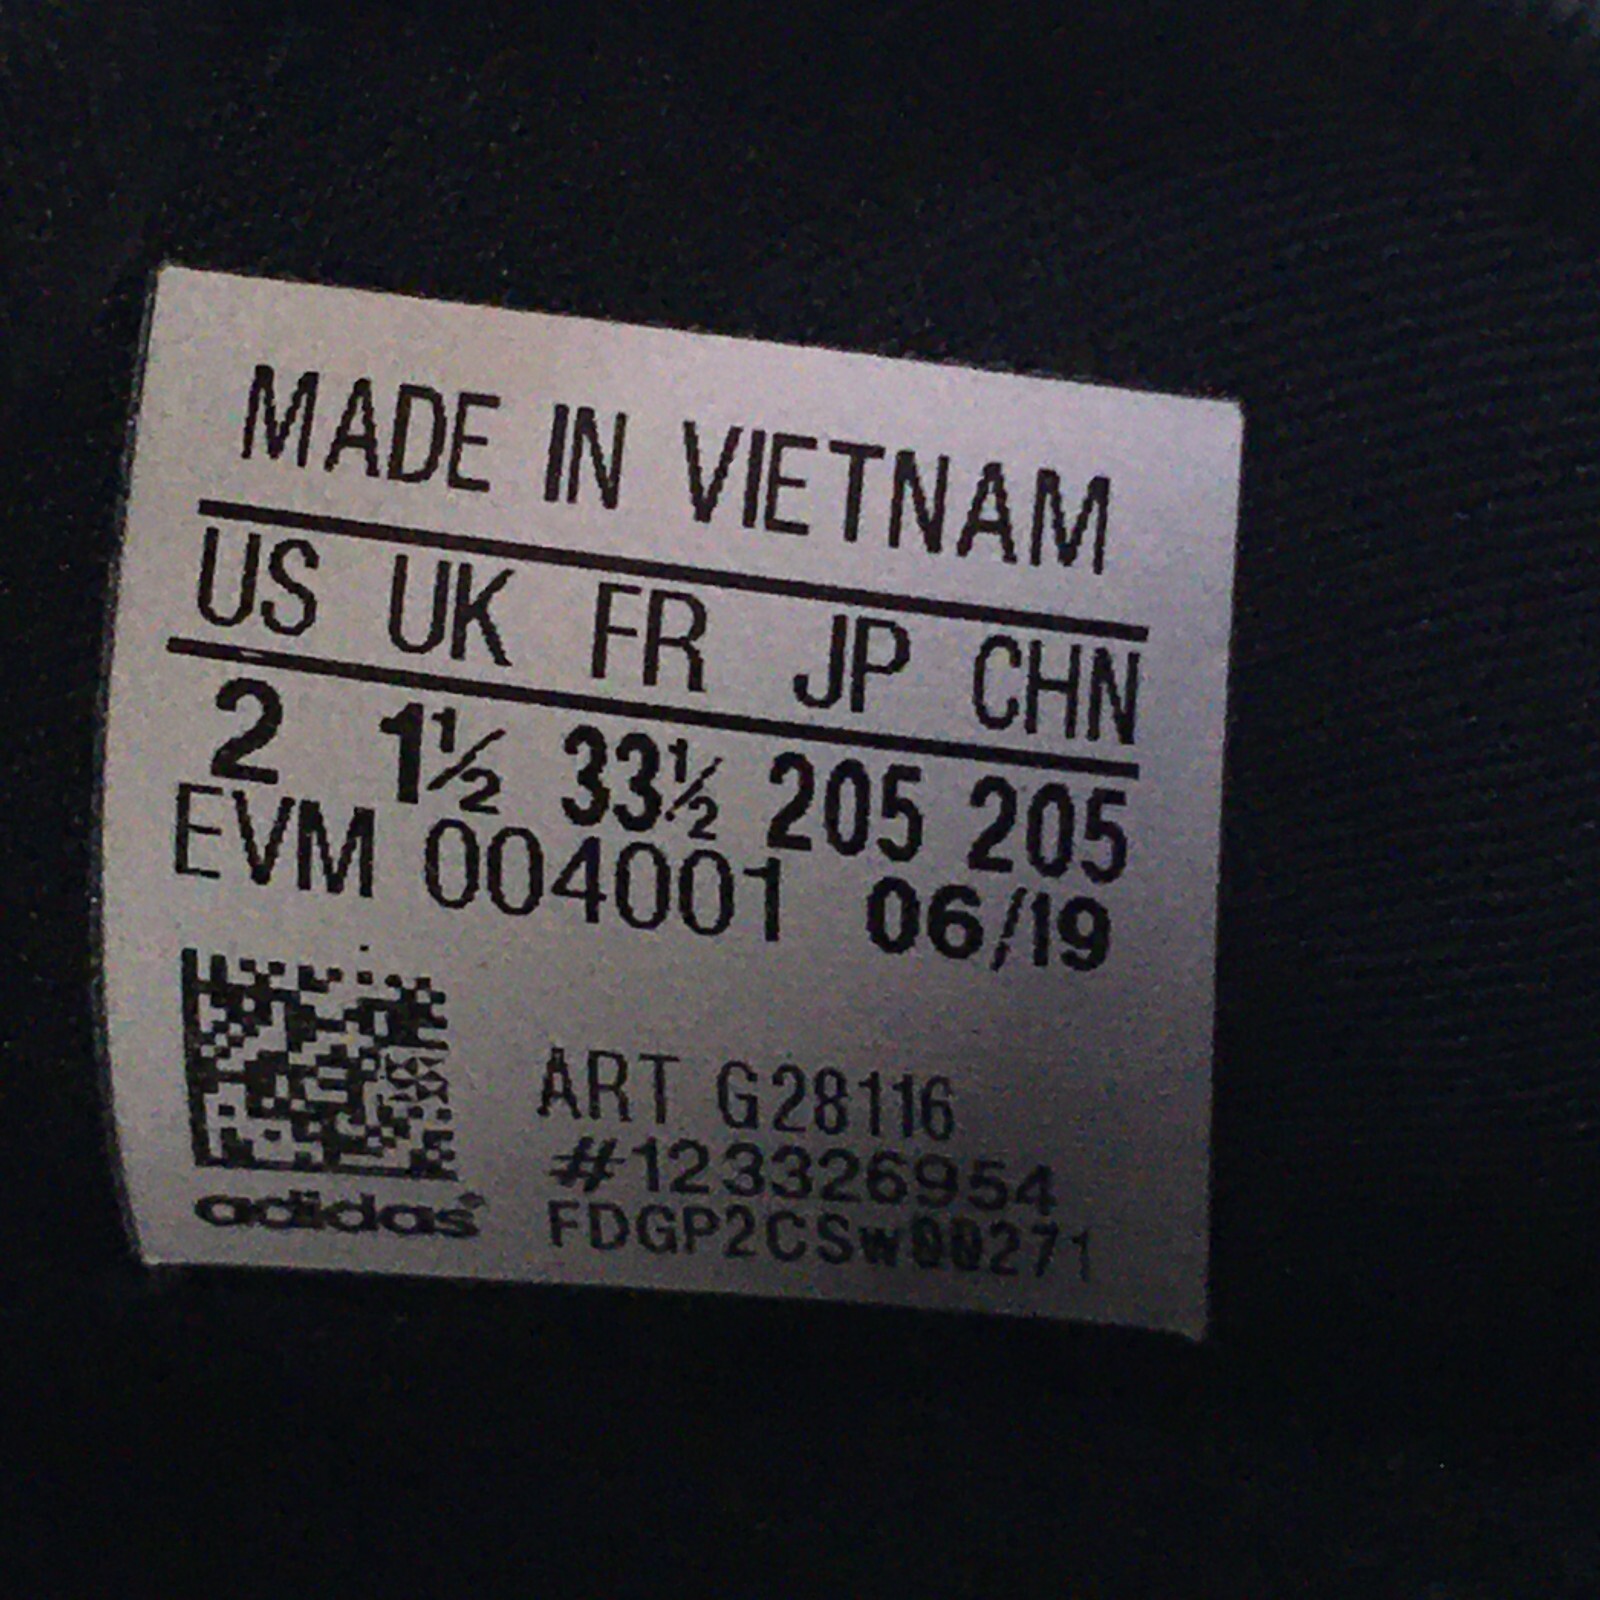 MADE IN VIETNAM
US UK FR JP CHN
2 1½ 33½ 205 205
EVM 004001 06/19
ART G28116
#123326954
adidas
FDGP2CSw00271